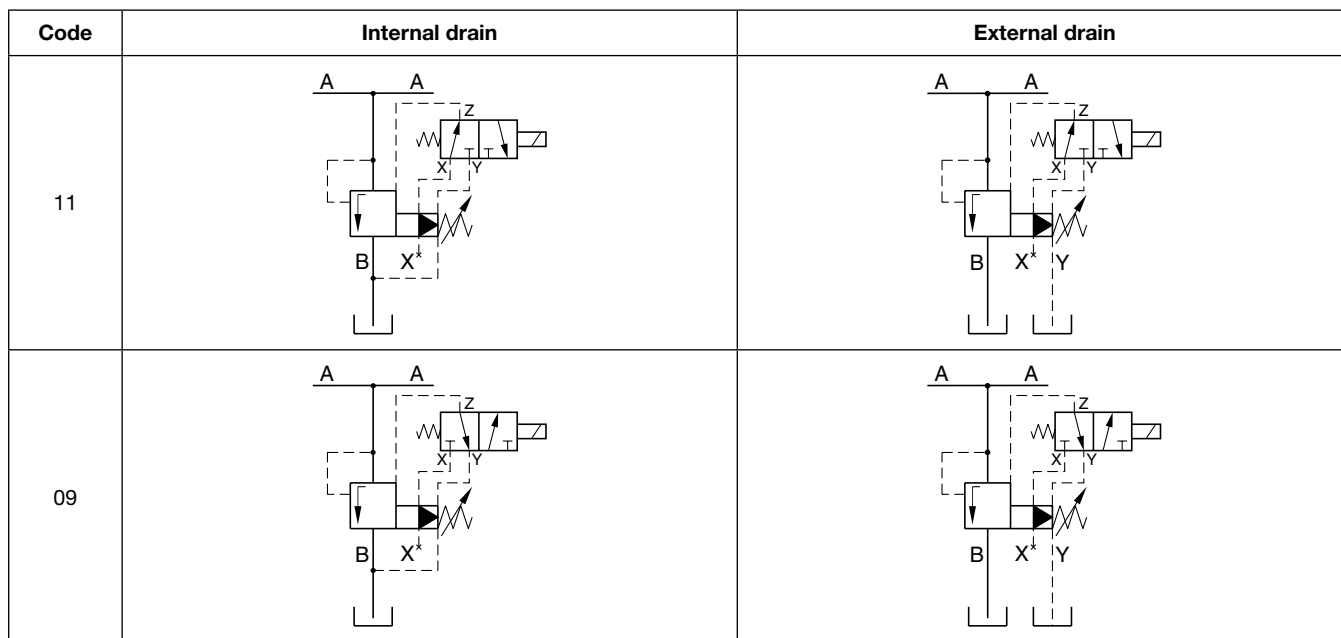 Code Internal drain External drain
11
A A
Z
X Y
B X
A A
Z
X Y
B X Y
09
A A
Z
X Y
B X
A A
Z
X Y
B X Y